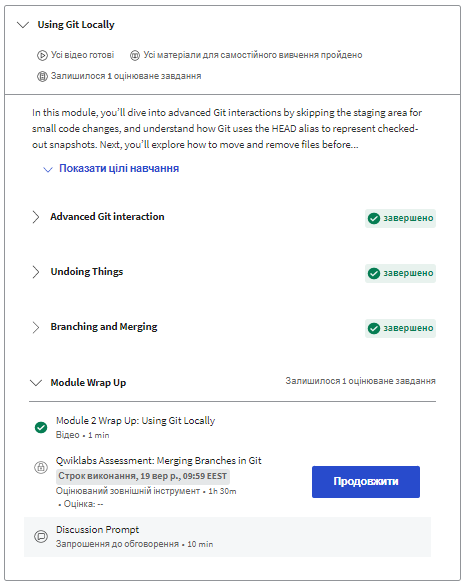 Using Git Locally
Усі відео готові Усі матеріали для самостійного вивчення пройдено
Залишилося 1 оцінюване завдання
In this module, you’ll dive into advanced Git interactions by skipping the staging area for
small code changes, and understand how Git uses the HEAD alias to represent checked-
out snapshots. Next, you’ll explore how to move and remove files before...
Показати цілі навчання
Advanced Git interaction завершено
Undoing Things завершено
Branching and Merging завершено
Module Wrap Up Залишилося 1 оцінюване завдання
Module 2 Wrap Up: Using Git Locally
Відео • 1 min
Qwiklabs Assessment: Merging Branches in Git
Строк виконання, 19 вер р., 09:59 EEST
Оцінюваний зовнішній інструмент • 1h 30m
• Оцінка: --
Продовжити
Discussion Prompt
Запрошення до обговорення • 10 min